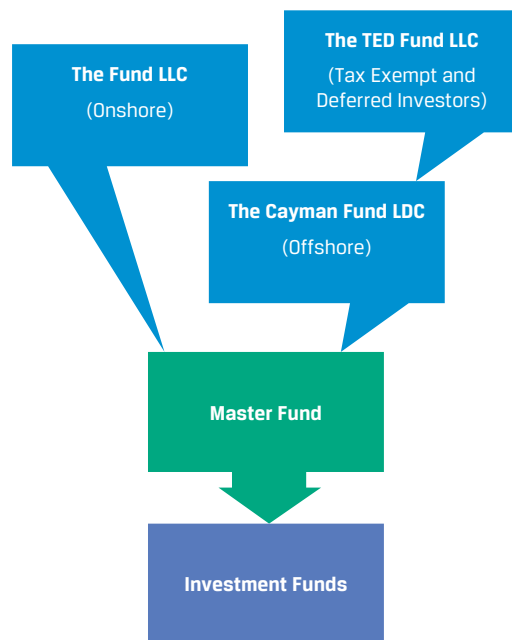 The Fund LLC
(Onshore)
The TED Fund LLC
(Tax Exempt and
Deferred Investors)
The Cayman Fund LDC
(Offshore)
Master Fund
Investment Funds